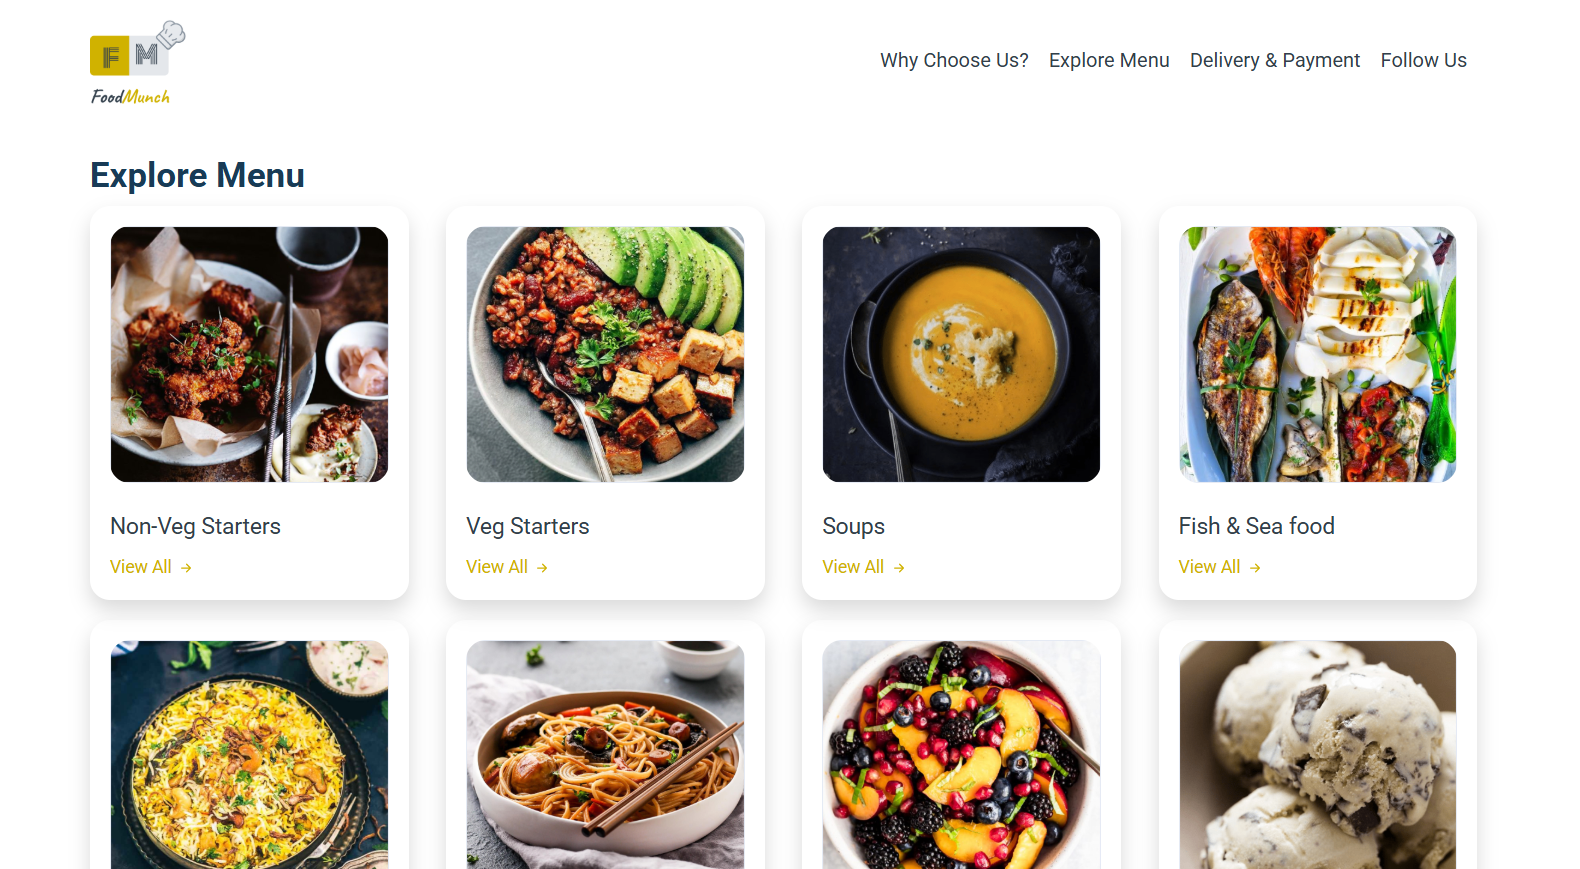 F M
FoodMunch
Why Choose Us? Explore Menu Delivery & Payment Follow Us
Explore Menu
Non-Veg Starters
View All →
Veg Starters
View All →
Soups
View All →
Fish & Sea food
View All →